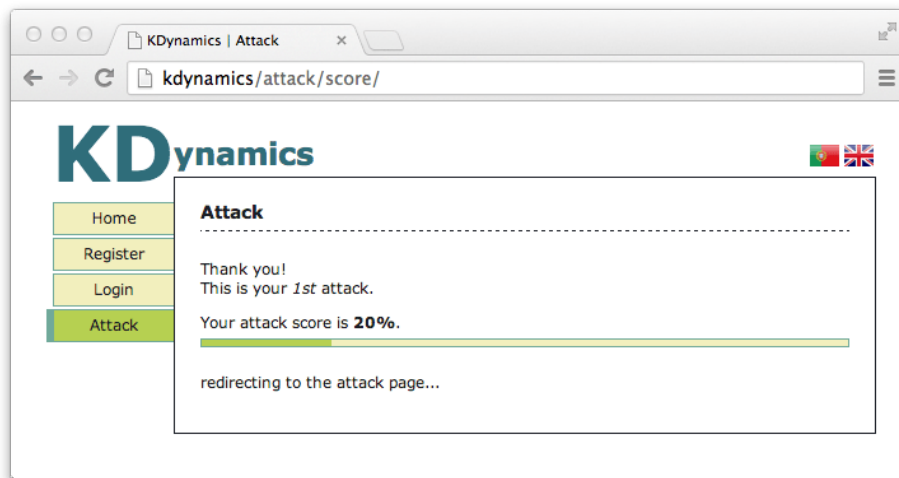 KDynamics | Attack
kdynamics/attack/score/
KDynamics
Home
Register
Login
Attack
Attack
Thank you!
This is your 1st attack.
Your attack score is 20%.
redirecting to the attack page...